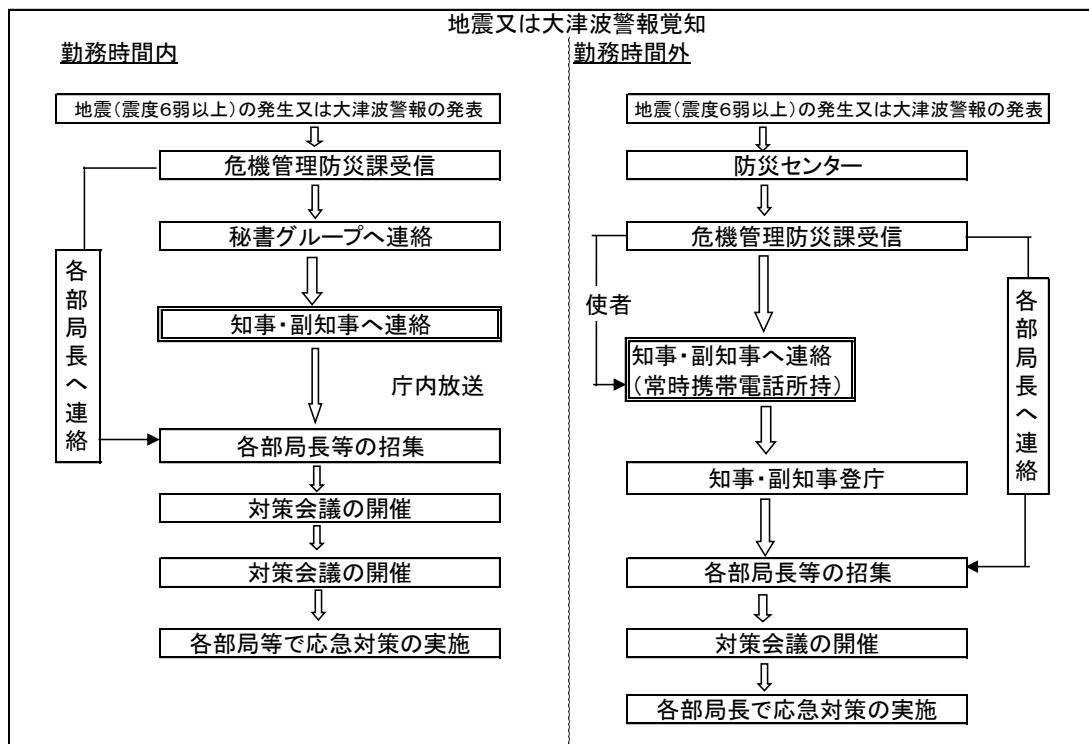 地震又は大津波警報覚知
勤務時間内
地震(震度6弱以上)の発生又は大津波警報の発表
危機管理防災課受信
秘書グループへ連絡
各部局長へ連絡
知事・副知事へ連絡
庁内放送
各部局長等の招集
対策会議の開催
対策会議の開催
各部局等で応急対策の実施
勤務時間外
地震(震度6弱以上)の発生又は大津波警報の発表
防災センター
危機管理防災課受信
使者
各部局長へ連絡
知事・副知事へ連絡
(常時携帯電話所持)
知事・副知事登庁
各部局長等の招集
対策会議の開催
各部局長で応急対策の実施